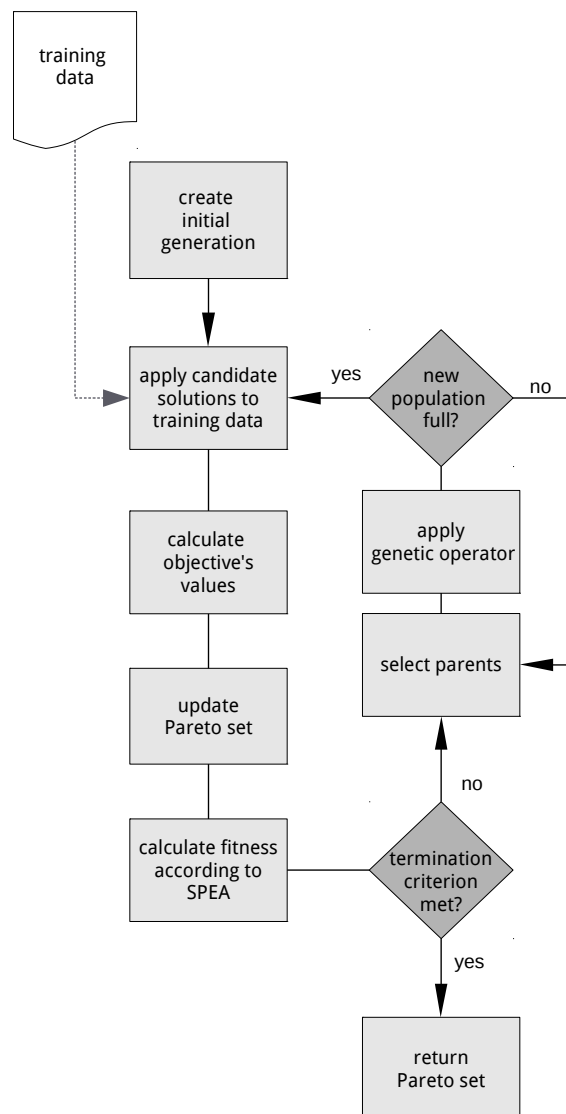 training
data
create
initial
generation
apply candidate
solutions to
training data
yes
new
population
full?
no
calculate
objective's
values
apply
genetic operator
select parents
update
Pareto set
no
calculate fitness
according to
SPEA
termination
criterion
met?
yes
return
Pareto set